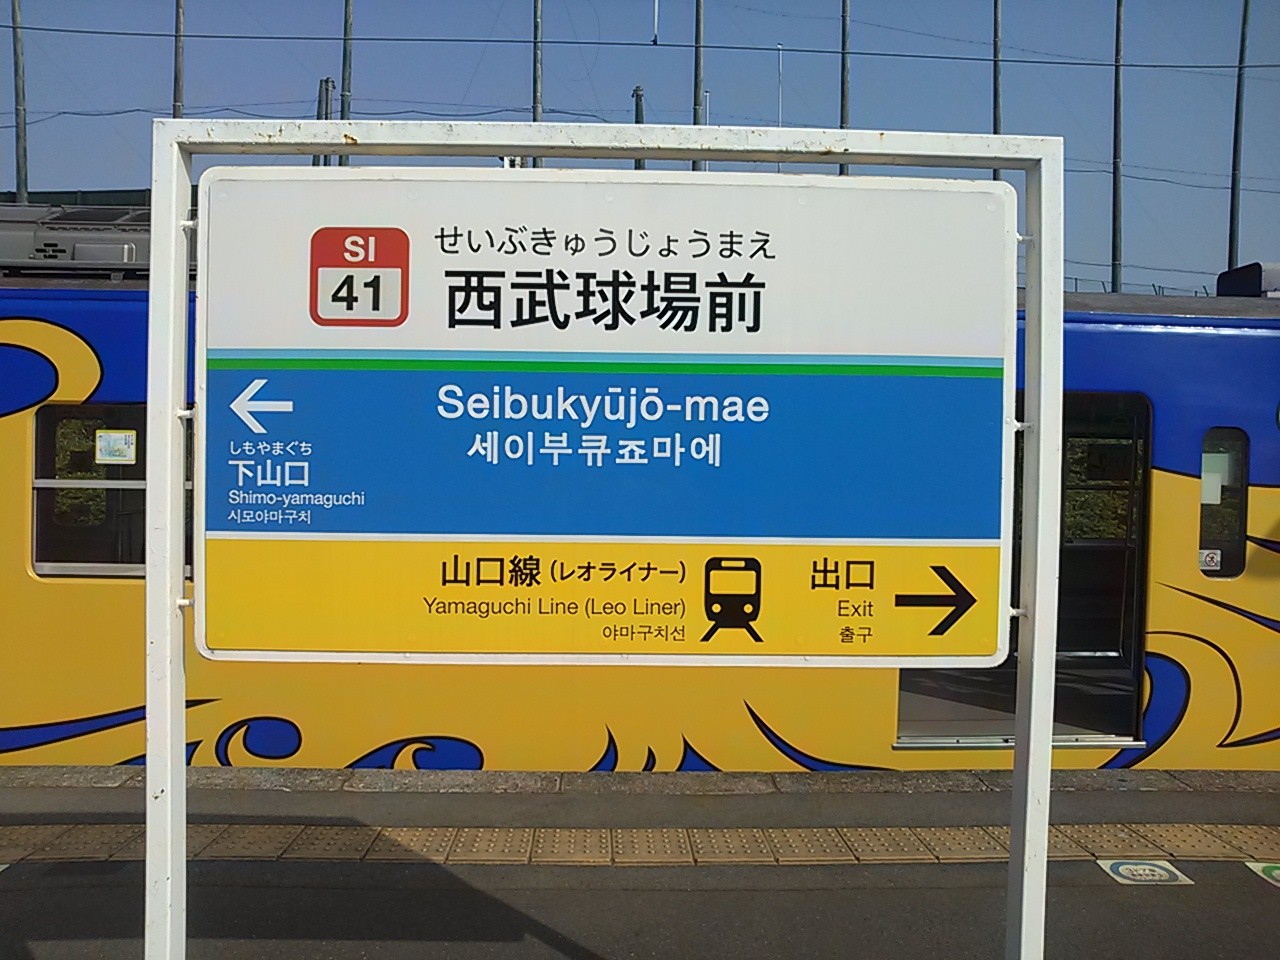 SI
41
せいぶきゅうじょうまえ
西武球場前
Seibukyūjō-mae
세이부큐죠마에
しもやまぐち
下山口
Shimo-yamaguchi
시모야마구치
山口線(レオライナー)
Yamaguchi Line (Leo Liner)
야마구치선
出口
Exit
출구